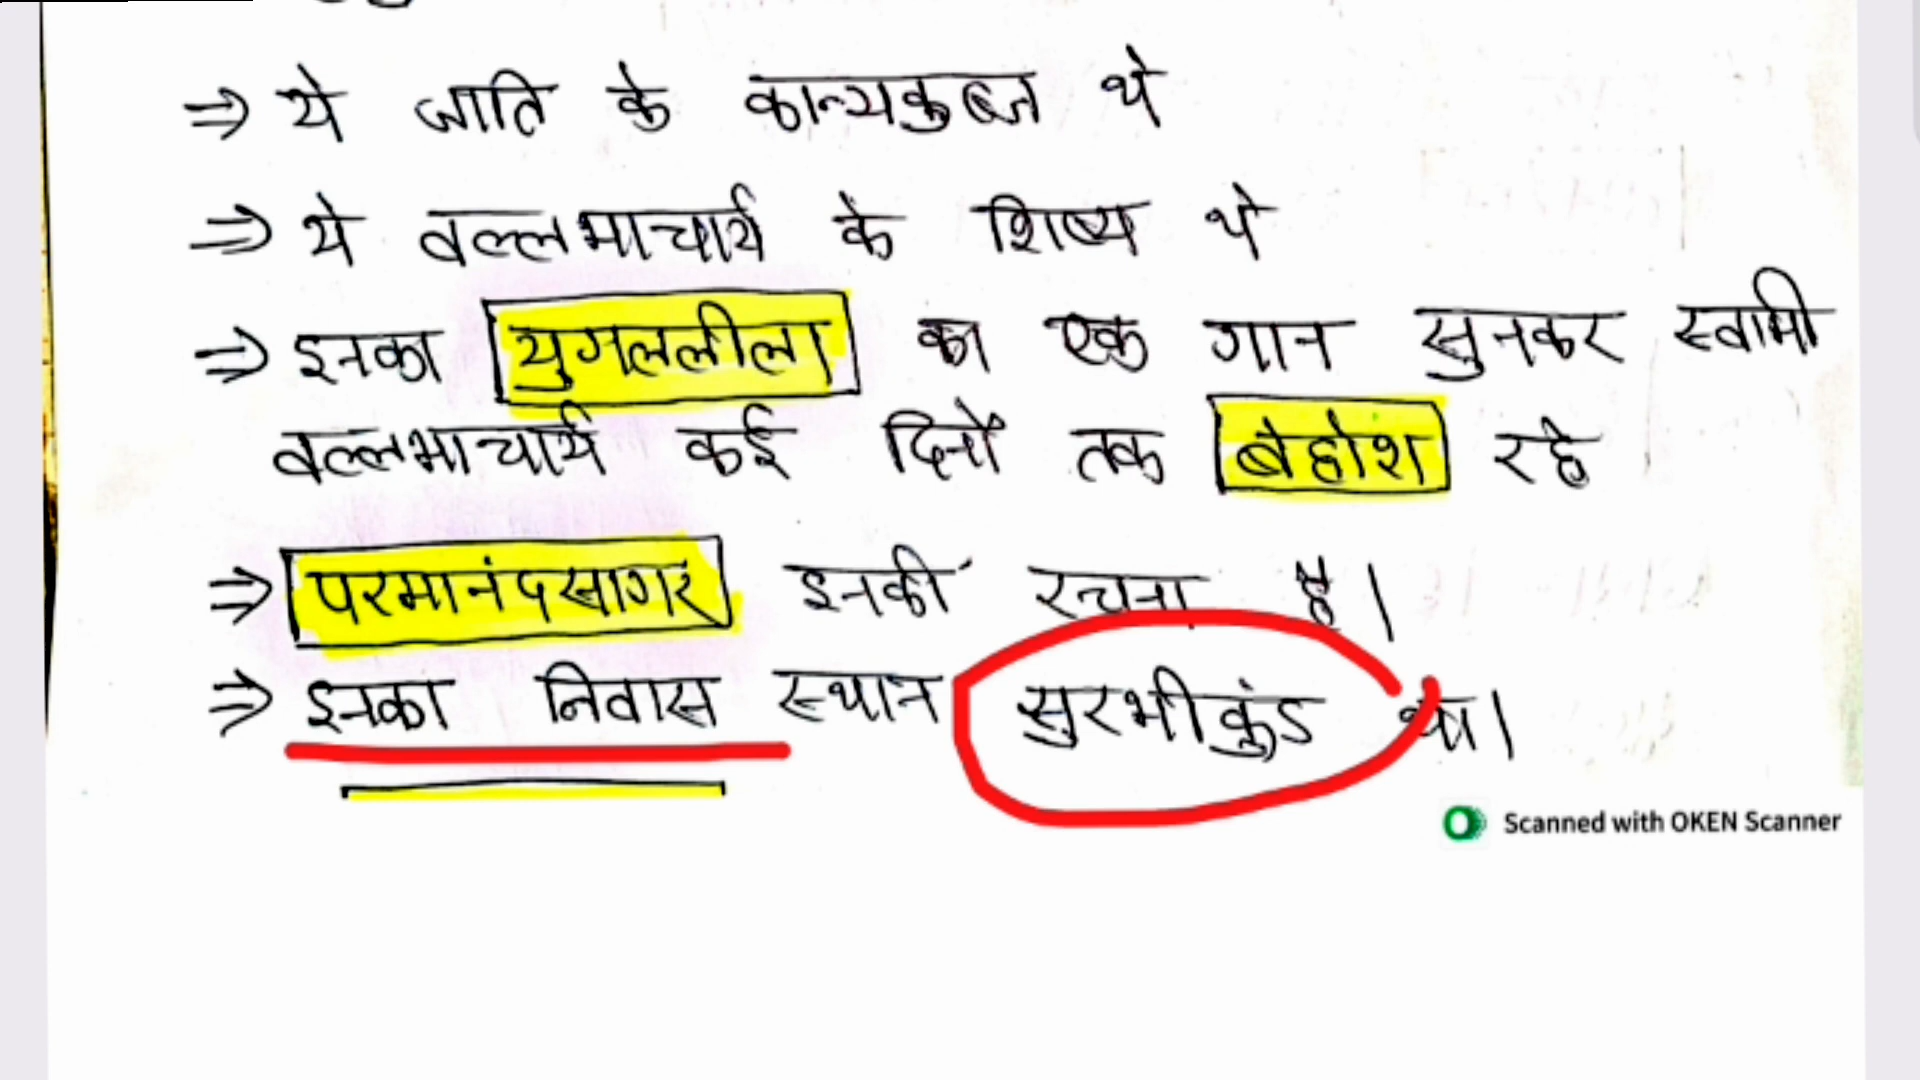 ⇒ ये जाति के कान्यकुब्ज थे
⇒ ये वल्लभाचार्य के शिष्य थे
⇒ इनका युगललीला का एक गान सुनकर स्वामी
वल्लभाचार्य कई दिनों तक बेहोश रहे
⇒ परमानंदसागर इनकी रचना है।
⇒ इनका निवास स्थान सुरभीकुंड था।
Scanned with OKEN Scanner